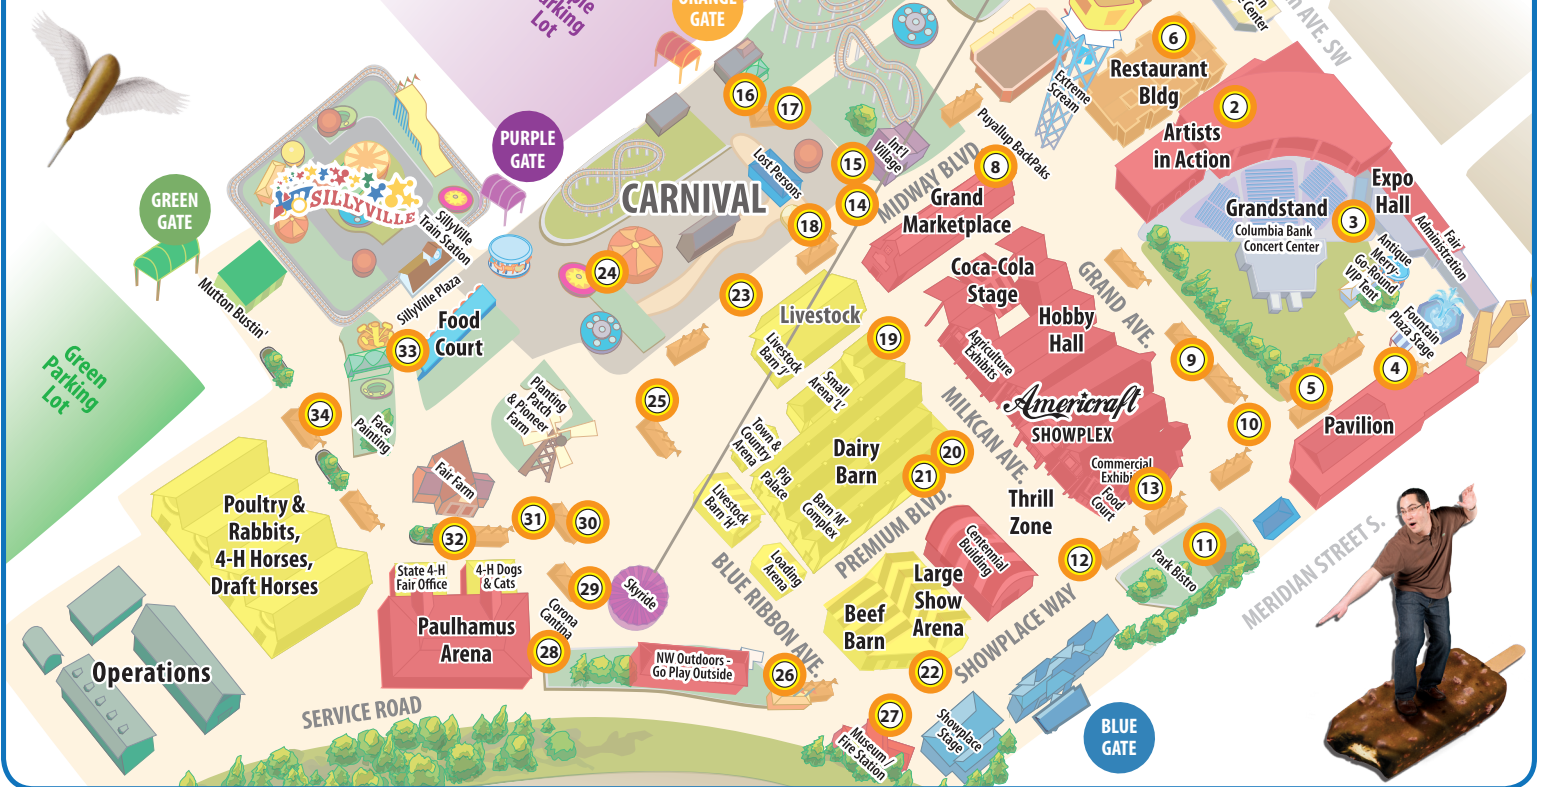 ORANGE
GATE
ple
arking
Lot
AVE. SW
Center
6
Restaurant
Bldg
Extreme
Scream
2
Artists
in Action
16
17
PURPLE
GATE
Puyallup BackPaks
Int'l
Village
15
Lost Persons
8
MIDWAY BLVD
Grand
Marketplace
GREEN
GATE
SILLYVILLE
SillyVille
Train Station
CARNIVAL
14
18
Expo
Hall
Grandstand
Columbia Bank
Concert Center
3
Fair
Administration
Antique
Merry-
Go-Round
VIP Tent
Mutton Bustin'
SillyVille Plaza
24
23
Coca-Cola
Stage
GRAND AVE.
Food
Court
33
Livestock
Livestock
Barn 'J'
19
Hobby
Hall
Fountain
Plaza Stage
Green
Parking
Lot
Agriculture
Exhibits
9
4
5
Small
Arena 'L'
34
Face
Painting
Planting
Patch
& Pioneer
Farm
25
MILKCAN AVE.
Americraft
SHOWPLEX
10
Pavilion
Town &
Country
Arena
Dairy
Barn
20
21
Pig
Palace
Commercial
Exhibi
Food
Court
13
Fair Farm
Poultry &
Rabbits,
4-H Horses,
Draft Horses
Livestock
Barn 'H'
Barn 'M'
Complex
Thrill
Zone
31
30
32
PREMIUM BLVD.
Centennial
Building
11
Park Bistro
12
MERIDIAN STREET S.
State 4-H
Fair Office
4-H Dogs
& Cats
29
Skyride
Loading
Arena
Large
Show
Arena
Corona
Cantina
BLUE RIBBON AVE.
Beef
Barn
SHOWPLACE WAY
Paulhamus
Arena
28
NW Outdoors -
Go Play Outside
26
22
Operations
SERVICE ROAD
27
Museum /
Fire Station
Showplace
Stage
BLUE
GATE